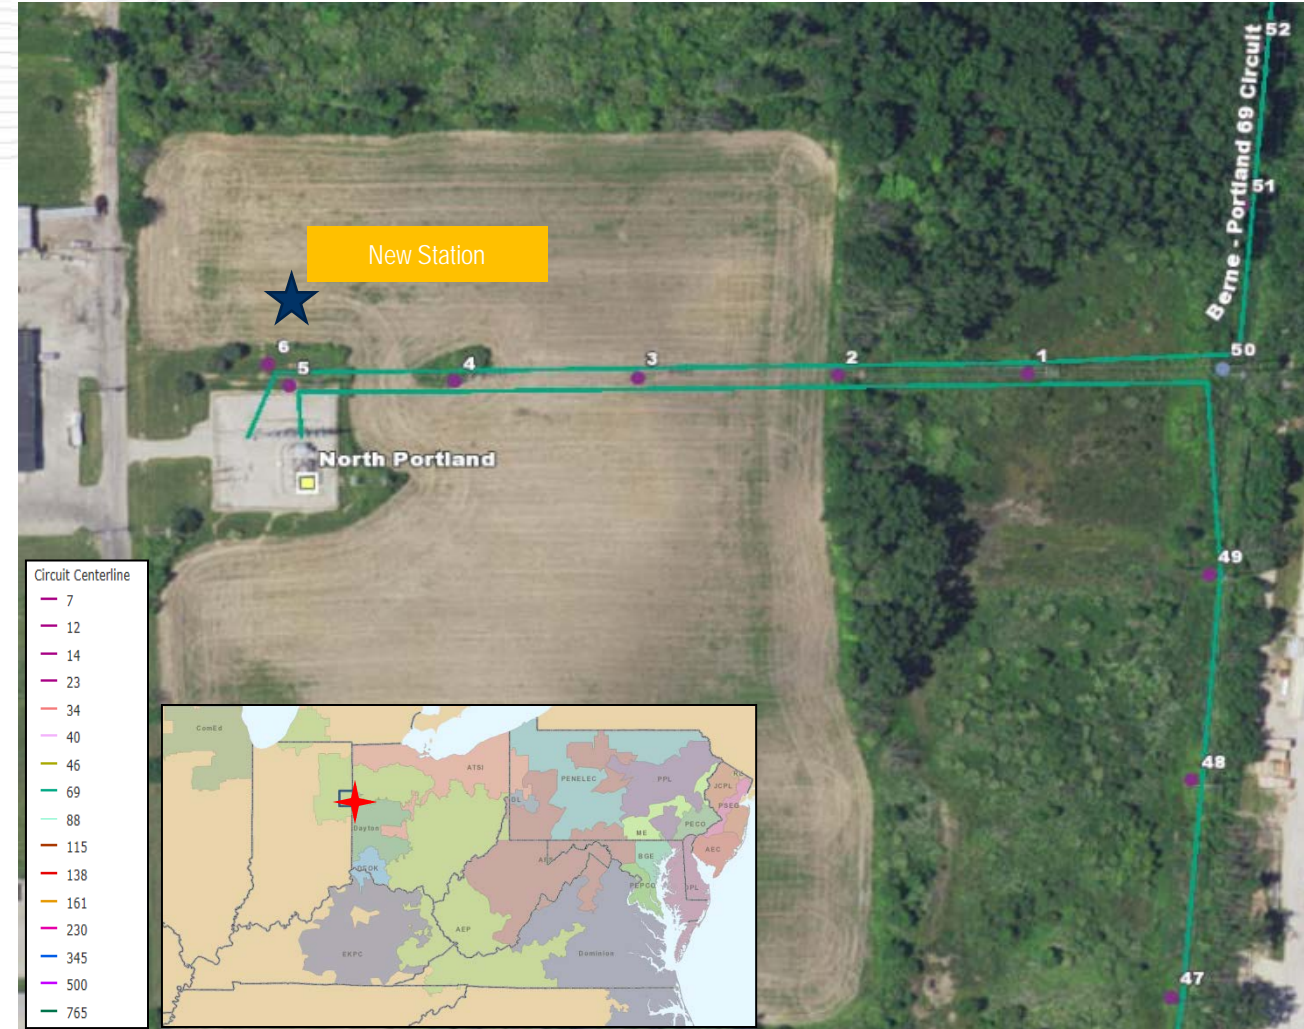 52
Berne - Portland 69 Circuit
51
New Station
50
6
5
4
3
2
1
North Portland
49
48
47
Circuit Centerline
7
12
14
23
34
40
46
69
88
115
138
161
230
345
500
765
ComEd
ATSI
PENELEC
PPL
JCPL
PSEG
DL
Dayton
ME
PECO
AEC
BGE
DEOK
PEPCO
DPL
EKPC
AEP
Dominion